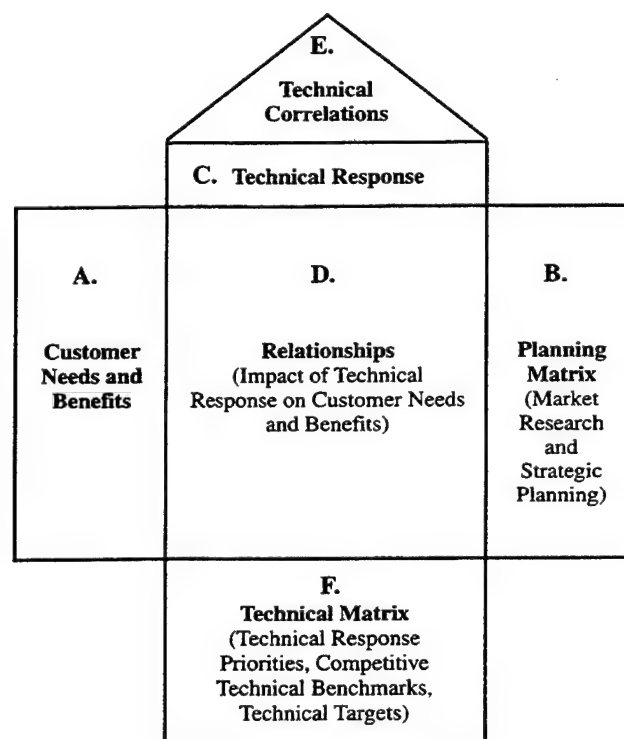 E.
Technical
Correlations
C. Technical Response
A.
Customer
Needs and
Benefits
D.
Relationships
(Impact of Technical
Response on Customer Needs
and Benefits)
B.
Planning
Matrix
(Market
Research
and
Strategic
Planning)
F.
Technical Matrix
(Technical Response
Priorities, Competitive
Technical Benchmarks,
Technical Targets)